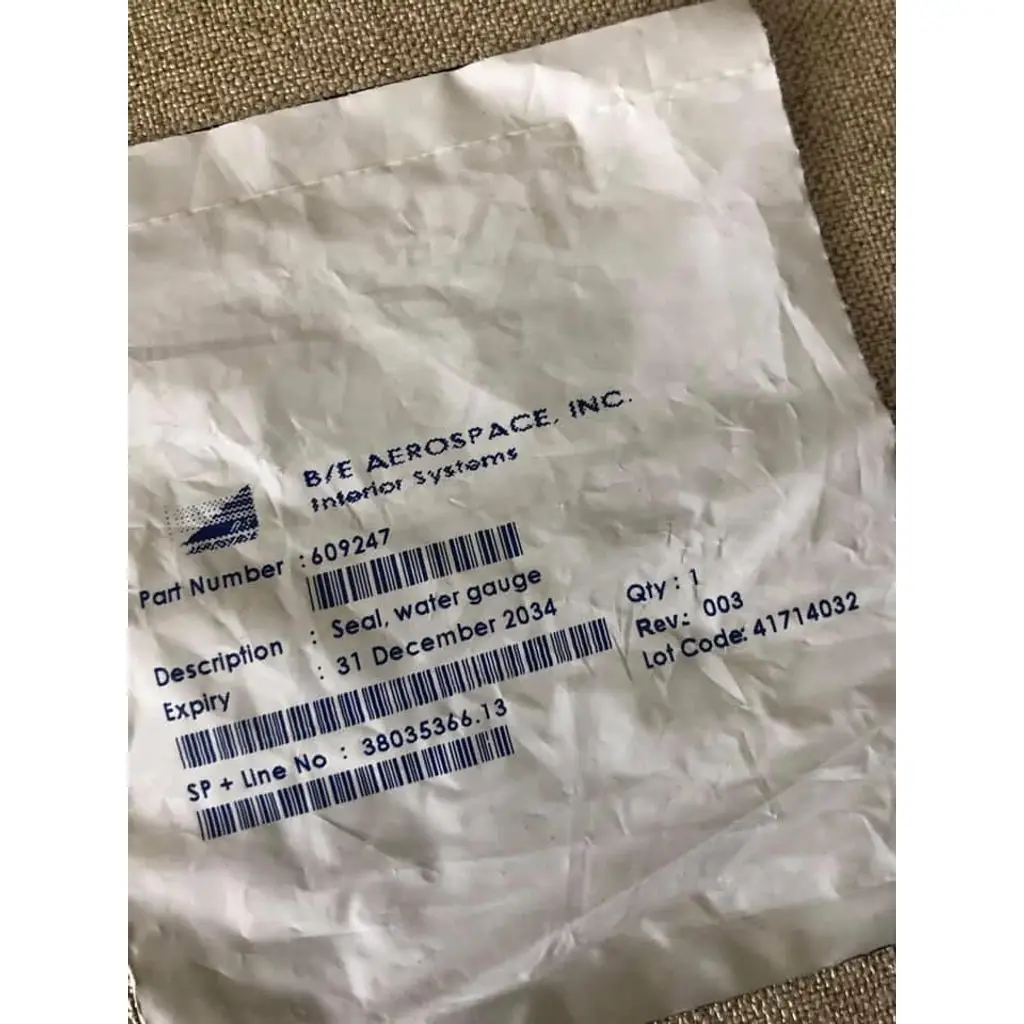 B/E AEROSPACE, INC.
Interior Systems
Part Number : 609247
Description : Seal, water gauge
Expiry : 31 December 2034
SP + Line No : 38035366.13
Qty : 1
Rev: 003
Lot Code: 41714032